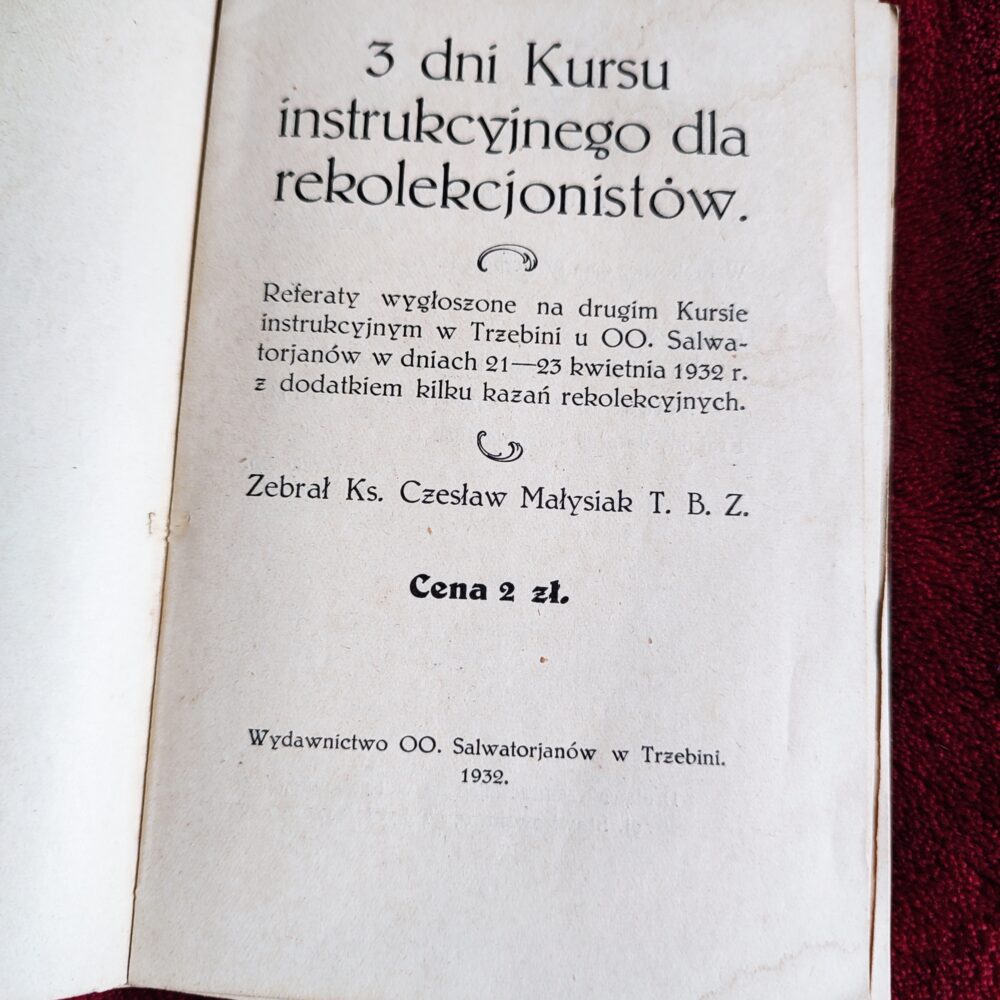 3 dni Kursu
instrukcyjnego dla
rekolekcjonistów.
Referaty wygłoszone na drugim Kursie
instrukcyjnym w Trzebini u OO. Salwa-
torjanów w dniach 21—23 kwietnia 1932 r.
z dodatkiem kilku kazań rekolekcyjnych.
Zebrał Ks. Czesław Małysiak T. B. Z.
Cena 2 zł.
Wydawnictwo OO. Salwatorjanów w Trzebini.
1932.